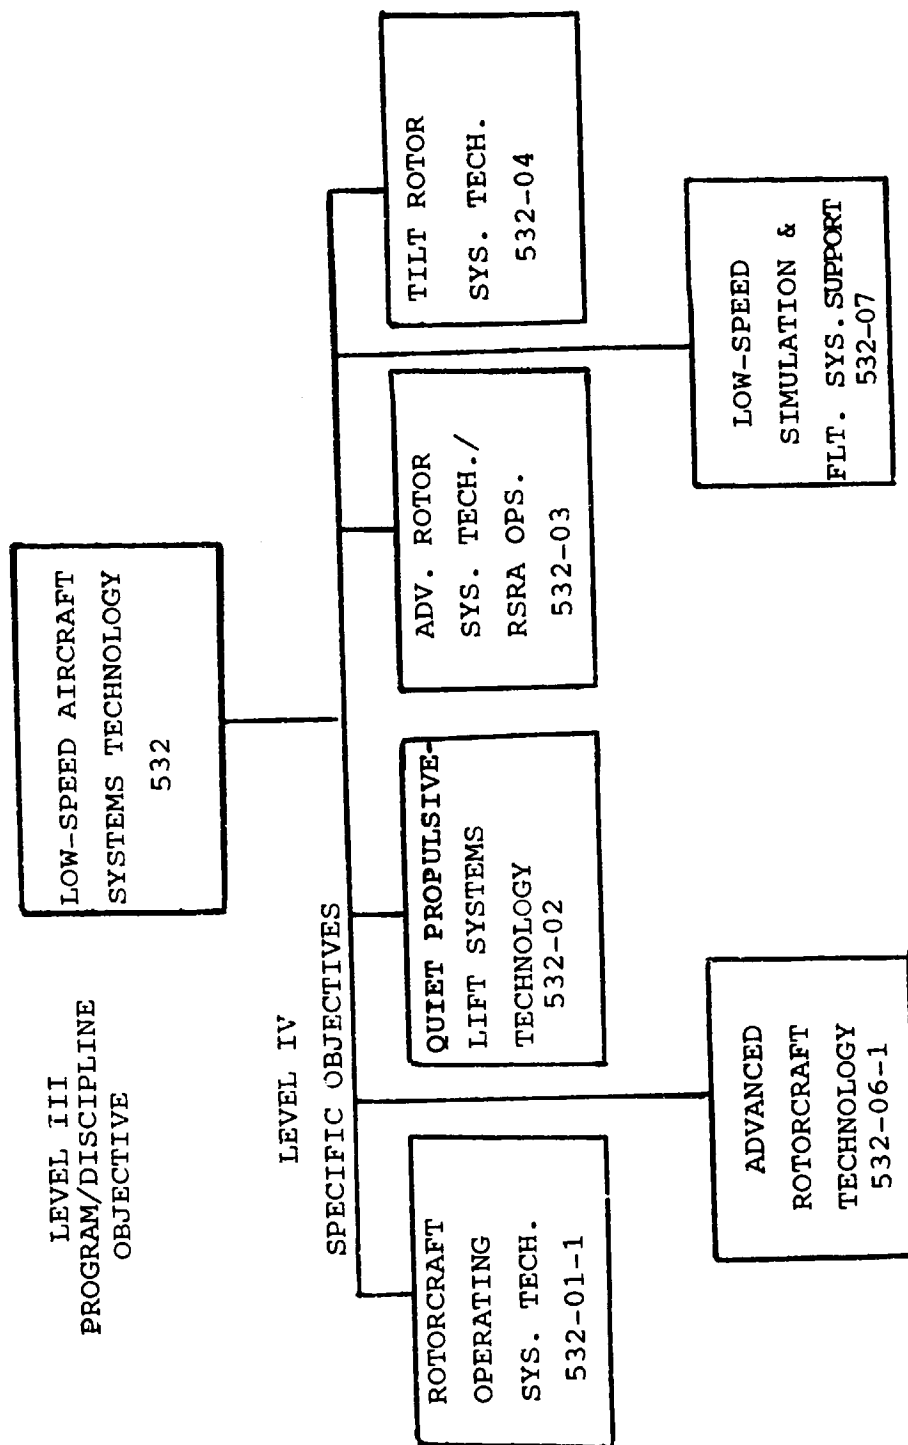 LEVEL III
PROGRAM/DISCIPLINE
OBJECTIVE
LOW-SPEED AIRCRAFT
SYSTEMS TECHNOLOGY
532
LEVEL IV
SPECIFIC OBJECTIVES
ROTORCRAFT
OPERATING
SYS. TECH.
532-01-1
QUIET PROPULSIVE-
LIFT SYSTEMS
TECHNOLOGY
532-02
ADV. ROTOR
SYS. TECH./
RSRA OPS.
532-03
TILT ROTOR
SYS. TECH.
532-04
ADVANCED
ROTORCRAFT
TECHNOLOGY
532-06-1
LOW-SPEED
SIMULATION &
FLT. SYS.SUPPORT
532-07